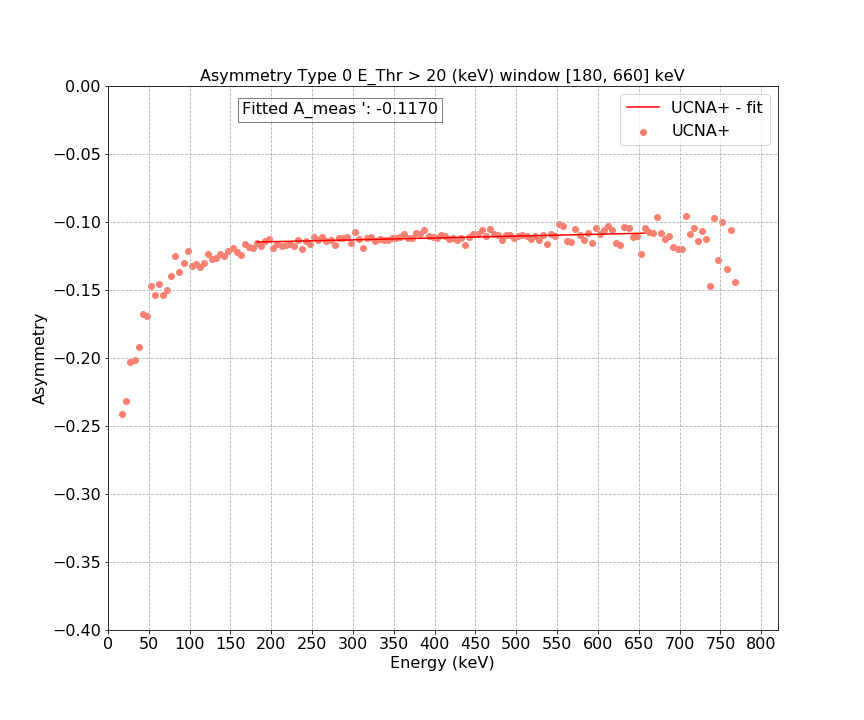 Asymmetry Type 0 E_Thr > 20 (keV) window [180, 660] keV
Fitted A_meas ': -0.1170
UCNA+ - fit
UCNA+
0.00
−0.05
−0.10
−0.15
−0.20
−0.25
−0.30
−0.35
−0.40
Asymmetry
0 50 100 150 200 250 300 350 400 450 500 550 600 650 700 750 800
Energy (keV)